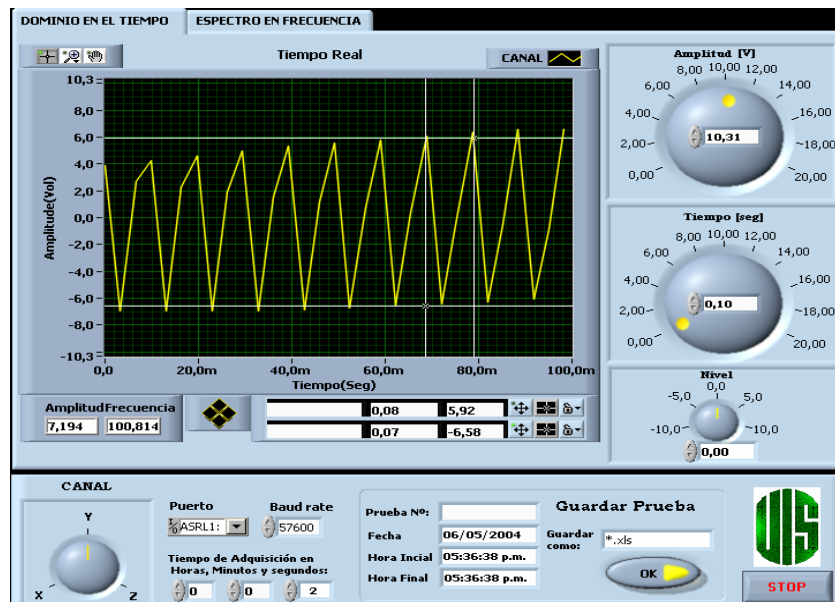 DOMINIO EN EL TIEMPO ESPECTRO EN FRECUENCIA
Tiempo Real
CANAL
10,3
8,0
6,0
4,0
2,0
0,0
-2,0
-4,0
-6,0
-8,0
-10,3
Amplitude(Vol)
0,0 20,0m 40,0m 60,0m 80,0m 100,0m
Tiempo(Seg)
Amplitud Frecuencia
7,194 100,814
0,08 5,92
0,07 -6,58
Amplitud [V]
0,00 2,00 4,00 6,00 8,00 10,00 12,00 14,00 16,00 -18,00 20,00
10,31
Tiempo [seg]
0,00 2,00 4,00 6,00 8,00 10,00 12,00 14,00 16,00 -18,00 20,00
0,10
Nivel
-10,0 -5,0 0,0 5,0 10,0
0,00
CANAL
X Y Z
Puerto Baud rate
ASRL1: 57600
Tiempo de Adquisición en
Horas, Minutos y segundos:
0 0 2
Prueba Nº:
Fecha 06/05/2004
Hora Incial 05:36:38 p.m.
Hora Final 05:36:38 p.m.
Guardar Prueba
Guardar
como: *.xls
OK
UIS
STOP